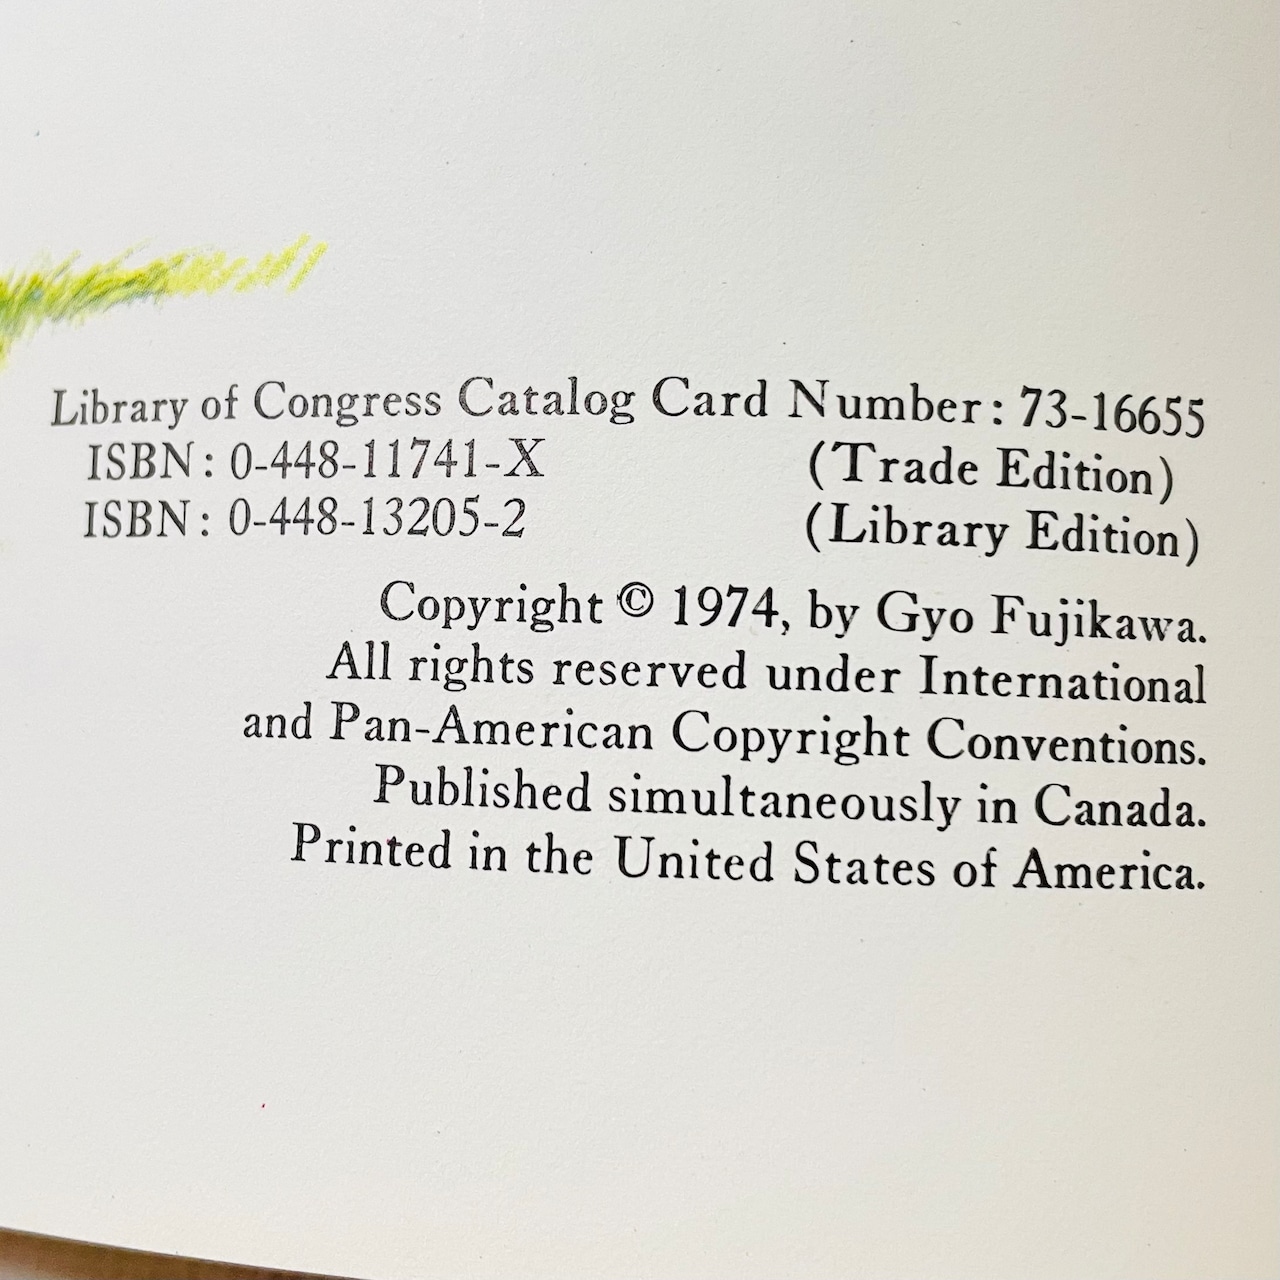 Library of Congress Catalog Card Number: 73-16655
ISBN: 0-448-11741-X (Trade Edition)
ISBN: 0-448-13205-2 (Library Edition)
Copyright © 1974, by Gyo Fujikawa.
All rights reserved under International
and Pan-American Copyright Conventions.
Published simultaneously in Canada.
Printed in the United States of America.